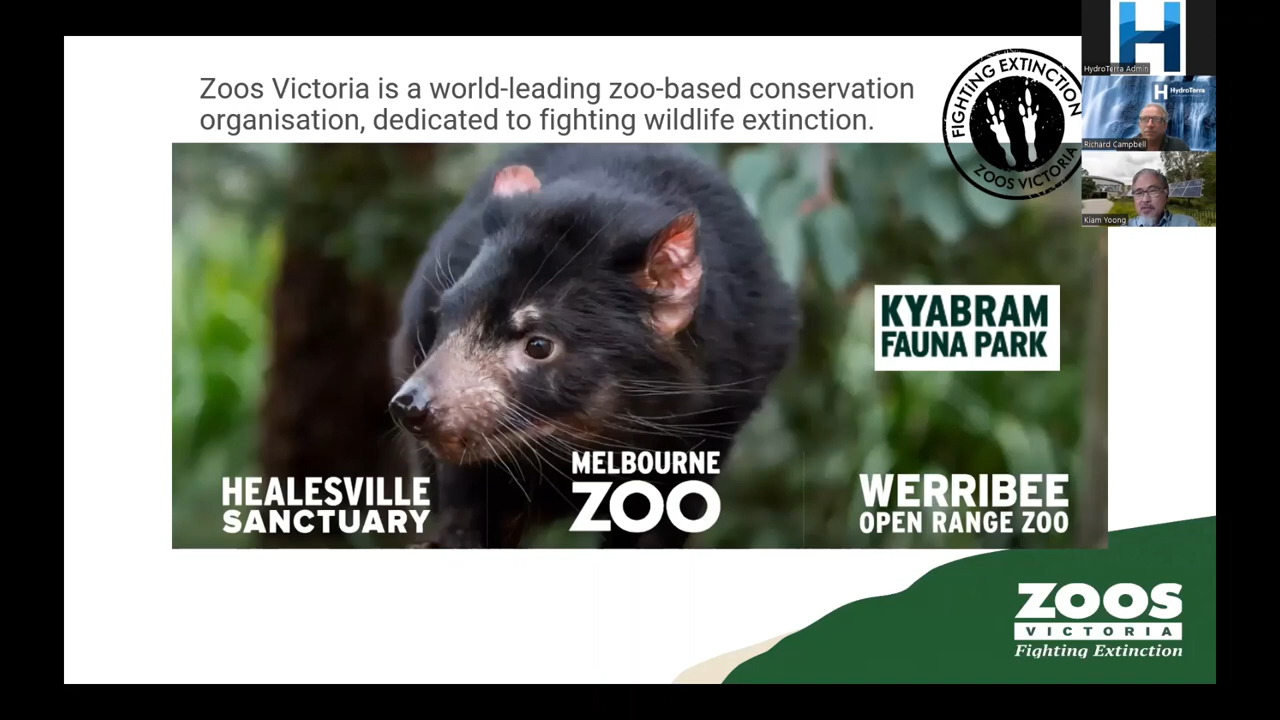 Zoos Victoria is a world-leading zoo-based conservation
organisation, dedicated to fighting wildlife extinction.
FIGHTING EXTINCTION
ZOOS VICTORIA
H
HydroTerra Admin
H HydroTerra
Richard Campbell
Kiam Yoong
KYABRAM
FAUNA PARK
HEALESVILLE
SANCTUARY
MELBOURNE
ZOO
WERRIBEE
OPEN RANGE ZOO
ZOOS
VICTORIA
Fighting Extinction